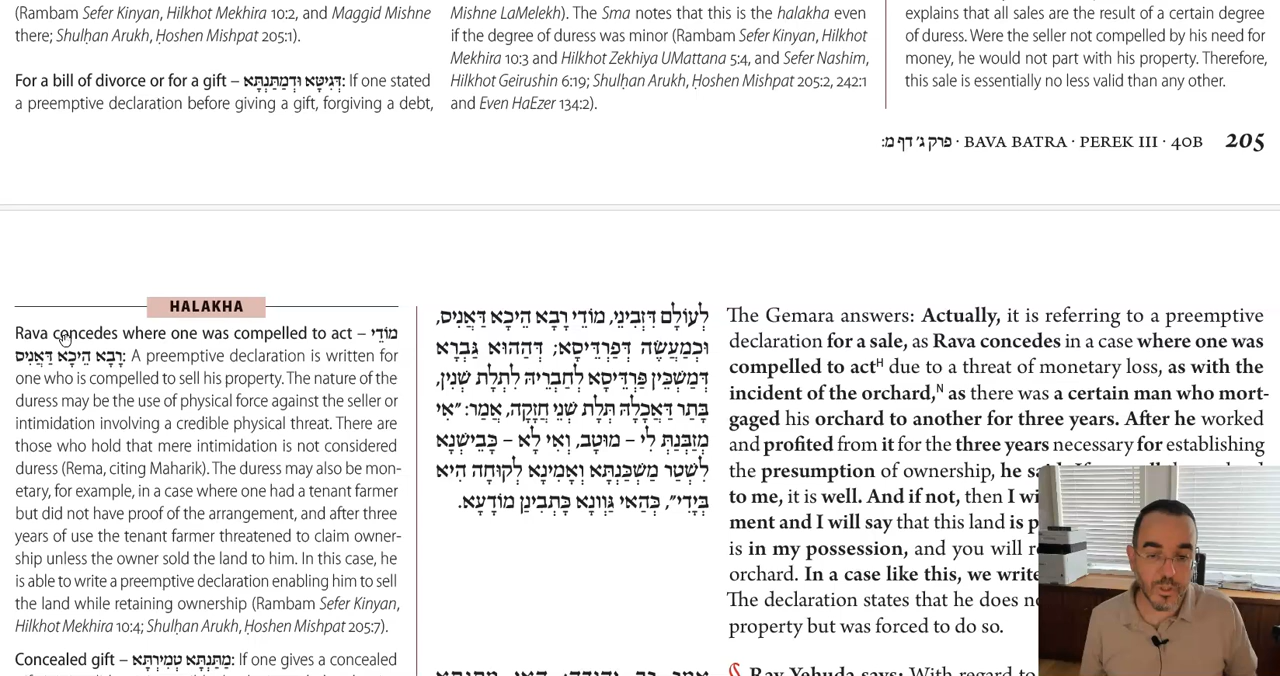 (Rambam Sefer Kinyan, Hilkhot Mekhira 10:2, and Maggid Mishne
there; Shulḥan Arukh, Ḥoshen Mishpat 205:1).
For a bill of divorce or for a gift – דְּגִיטָּא וּדְמַתַּנְתָּא: If one stated
a preemptive declaration before giving a gift, forgiving a debt,
Mishne LaMelekh). The Sma notes that this is the halakha even
if the degree of duress was minor (Rambam Sefer Kinyan, Hilkhot
Mekhira 10:3 and Hilkhot Zekhiya UMattana 5:4, and Sefer Nashim,
Hilkhot Geirushin 6:19; Shulḥan Arukh, Ḥoshen Mishpat 205:2, 242:1
and Even HaEzer 134:2).
explains that all sales are the result of a certain degree
of duress. Were the seller not compelled by his need for
money, he would not part with his property. Therefore,
this sale is essentially no less valid than any other.
פרק ג׳ דף מ: · BAVA BATRA · PEREK III · 40B 205
HALAKHA
Rava concedes where one was compelled to act – מוֹדֵי
רָבָא הֵיכָא דַּאֲנִיס: A preemptive declaration is written for
one who is compelled to sell his property. The nature of the
duress may be the use of physical force against the seller or
intimidation involving a credible physical threat. There are
those who hold that mere intimidation is not considered
duress (Rema, citing Maharik). The duress may also be mon-
etary, for example, in a case where one had a tenant farmer
but did not have proof of the arrangement, and after three
years of use the tenant farmer threatened to claim owner-
ship unless the owner sold the land to him. In this case, he
is able to write a preemptive declaration enabling him to sell
the land while retaining ownership (Rambam Sefer Kinyan,
Hilkhot Mekhira 10:4; Shulḥan Arukh, Ḥoshen Mishpat 205:7).
Concealed gift – מַתַּנְתָּא טְמִירְתָּא: If one gives a concealed
לְעוֹלָם דִּזְבִינֵי, מוֹדֵי רָבָא הֵיכָא דַּאֲנִיס,
וּכְמַעֲשֶׂה דְּפַרְדֵּיסָא; דְּהַהוּא גַּבְרָא
דְּמַשְׁכֵּין פַּרְדֵּיסָא לְחַבְרֵיהּ לִתְלָת שְׁנִין,
בָּתַר דַּאֲכָלָהּ תְּלָת שְׁנֵי חֲזָקָה, אֲמַר: ״אִי
מְזַבְּנַתְּ לִי – מוּטָב, וְאִי לָא – כָּבֵישְׁנָא
לִשְׁטַר מַשְׁכַּנְתָּא וְאָמֵינָא לְקוּחָה הִיא
בְּיָדִי״, כְּהַאי גַּוְונָא כָּתְבִינַן מוֹדָעָא.
The Gemara answers: Actually, it is referring to a preemptive
declaration for a sale, as Rava concedes in a case where one was
compelled to actH due to a threat of monetary loss, as with the
incident of the orchard,N as there was a certain man who mort-
gaged his orchard to another for three years. After he worked
and profited from it for the three years necessary for establishing
the presumption of ownership, he
to me, it is well. And if not, then I
ment and I will say that this land is
is in my possession, and you will
orchard. In a case like this, we write
The declaration states that he does
property but was forced to do so.
Rav Yehuda says: With regard to